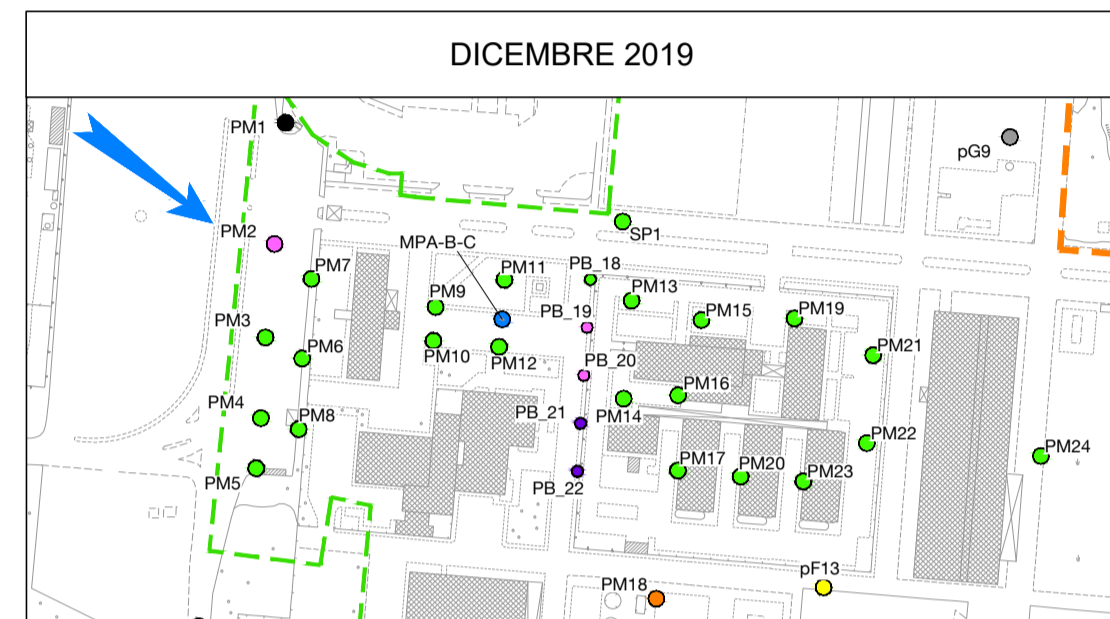 DICEMBRE 2019
PM1
pG9
PM2
SP1
MPA-B-C
PM7
PM11
PB_18
PM13
PM9
PB_19
PM15
PM19
PM3
PM6
PM10
PM12
PB_20
PM21
PM16
PM4
PM8
PB_21
PM14
PM22
PM24
PM5
PB_22
PM17
PM20
PM23
PM18
pF13